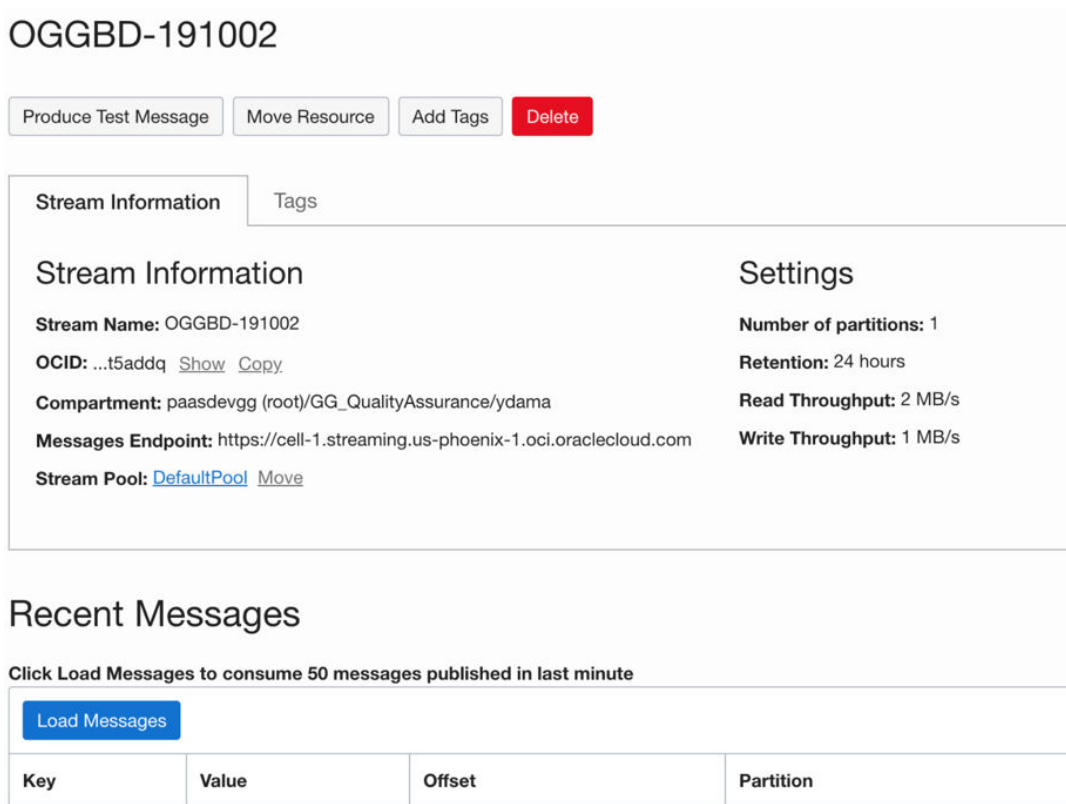 OGGBD-191002
Produce Test Message Move Resource Add Tags Delete
Stream Information Tags
Stream Information
Stream Name: OGGBD-191002
OCID: ...t5addq Show Copy
Compartment: paasdevgg (root)/GG_QualityAssurance/ydama
Messages Endpoint: https://cell-1.streaming.us-phoenix-1.oci.oraclecloud.com
Stream Pool: DefaultPool Move
Settings
Number of partitions: 1
Retention: 24 hours
Read Throughput: 2 MB/s
Write Throughput: 1 MB/s
Recent Messages
Click Load Messages to consume 50 messages published in last minute
Load Messages
Key Value Offset Partition